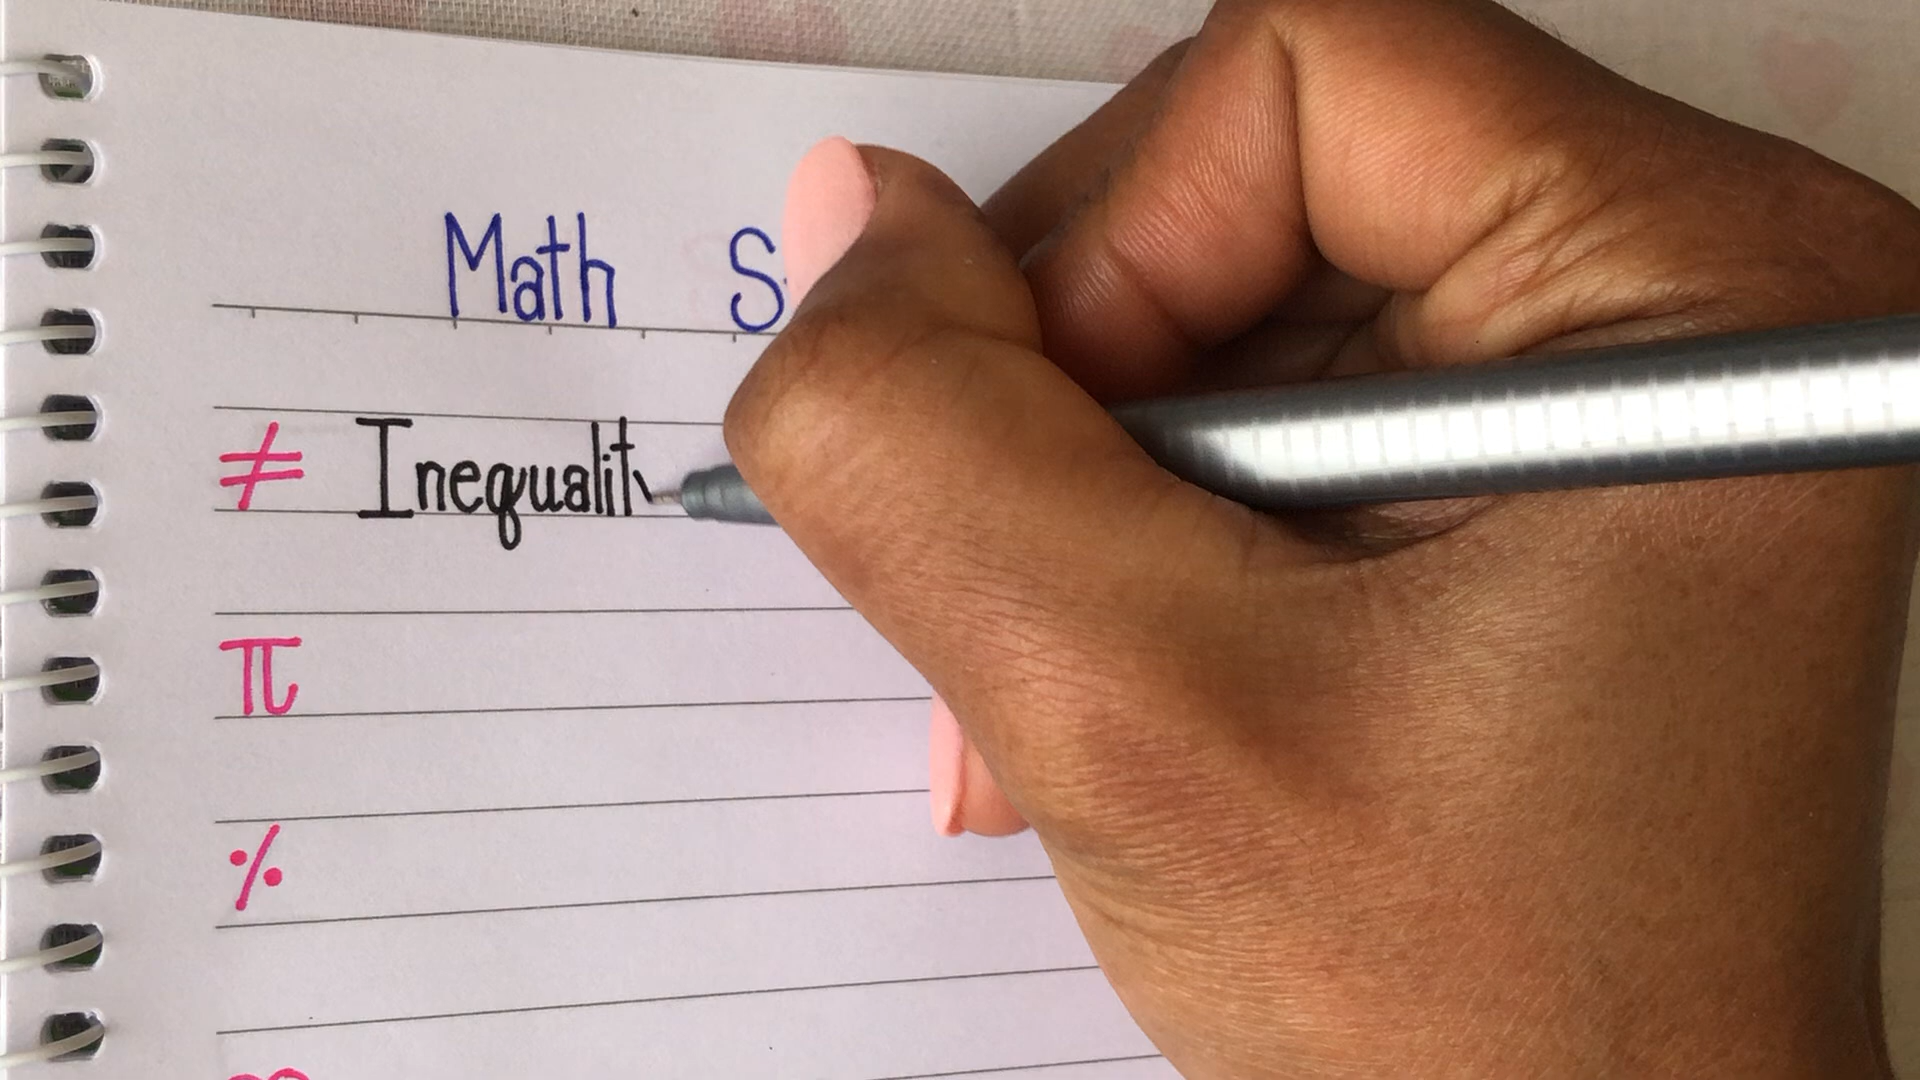 Math S
≠ Inequalit
π
%